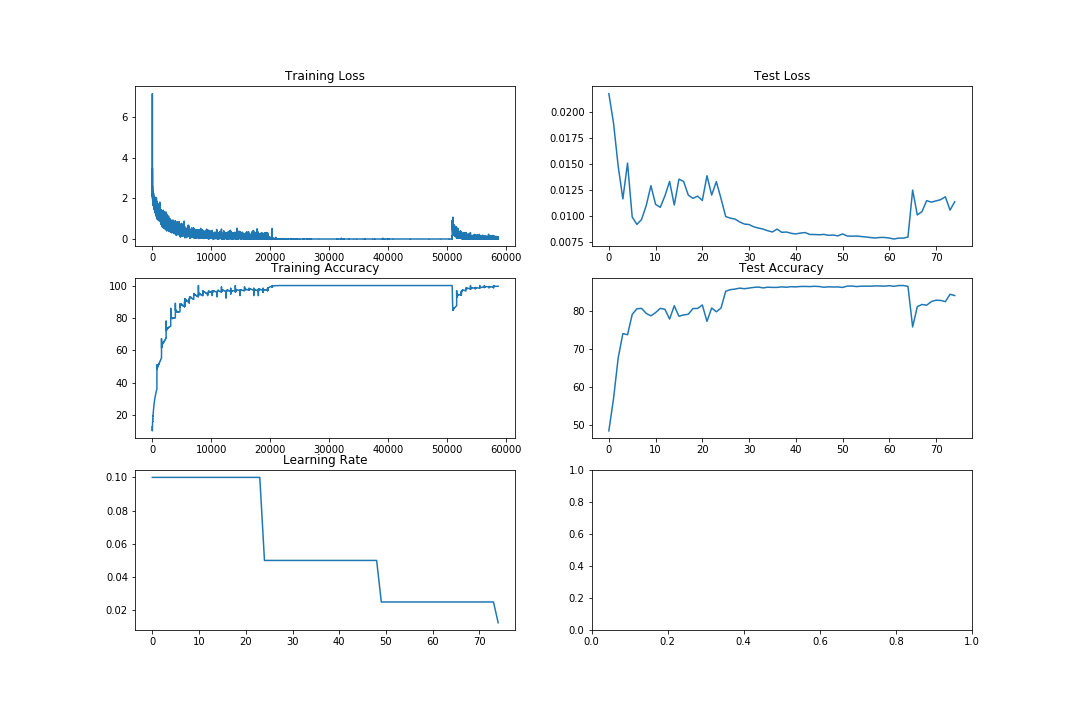 Training Loss
6
4
2
0
0 10000 20000 30000 40000 50000 60000
Test Loss
0.0200
0.0175
0.0150
0.0125
0.0100
0.0075
0 10 20 30 40 50 60 70
Training Accuracy
100
80
60
40
20
0 10000 20000 30000 40000 50000 60000
Test Accuracy
80
70
60
50
0 10 20 30 40 50 60 70
Learning Rate
0.10
0.08
0.06
0.04
0.02
0 10 20 30 40 50 60 70
1.0
0.8
0.6
0.4
0.2
0.0
0.0 0.2 0.4 0.6 0.8 1.0